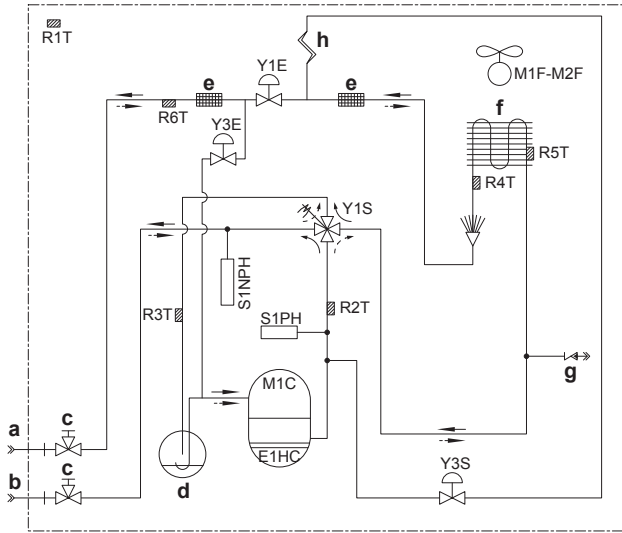 h
R1T
Y1E
M1F-M2F
e
e
f
R6T
Y3E
R5T
R4T
Y1S
S1NPH
R3T
S1PH
R2T
g
M1C
a
c
E1HC
b
c
d
Y3S